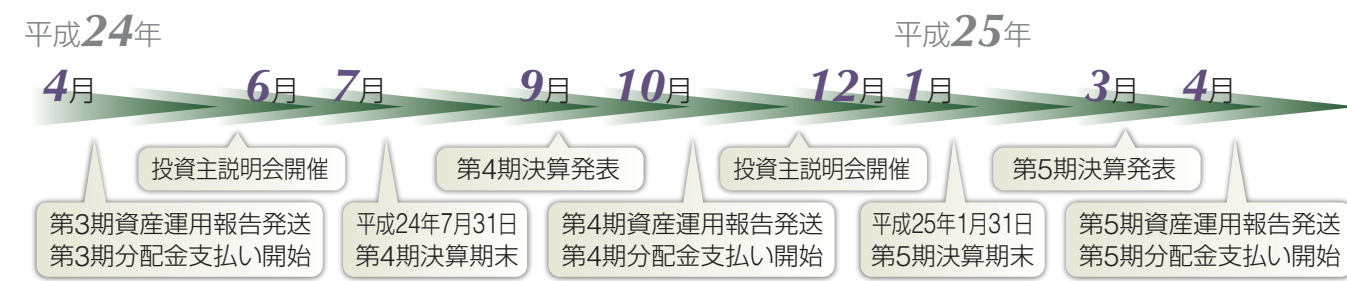 平成24年
平成25年
4月
6月
7月
9月
10月
12月
1月
3月
4月
投資主説明会開催
第4期決算発表
投資主説明会開催
第5期決算発表
第3期資産運用報告発送
第3期分配金支払い開始
平成24年7月31日
第4期決算期末
第4期資産運用報告発送
第4期分配金支払い開始
平成25年1月31日
第5期決算期末
第5期資産運用報告発送
第5期分配金支払い開始